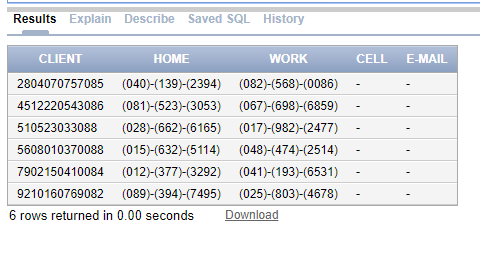 Results Explain Describe Saved SQL History
CLIENT HOME WORK CELL E-MAIL
2804070757085 (040)-(139)-(2394) (082)-(568)-(0086) - -
4512220543086 (081)-(523)-(3053) (067)-(698)-(6859) - -
510523033088 (028)-(662)-(6165) (017)-(982)-(2477) - -
5608010370088 (015)-(632)-(5114) (048)-(474)-(2514) - -
7902150410084 (012)-(377)-(3292) (041)-(193)-(6531) - -
9210160769082 (089)-(394)-(7495) (025)-(803)-(4678) - -
6 rows returned in 0.00 seconds Download